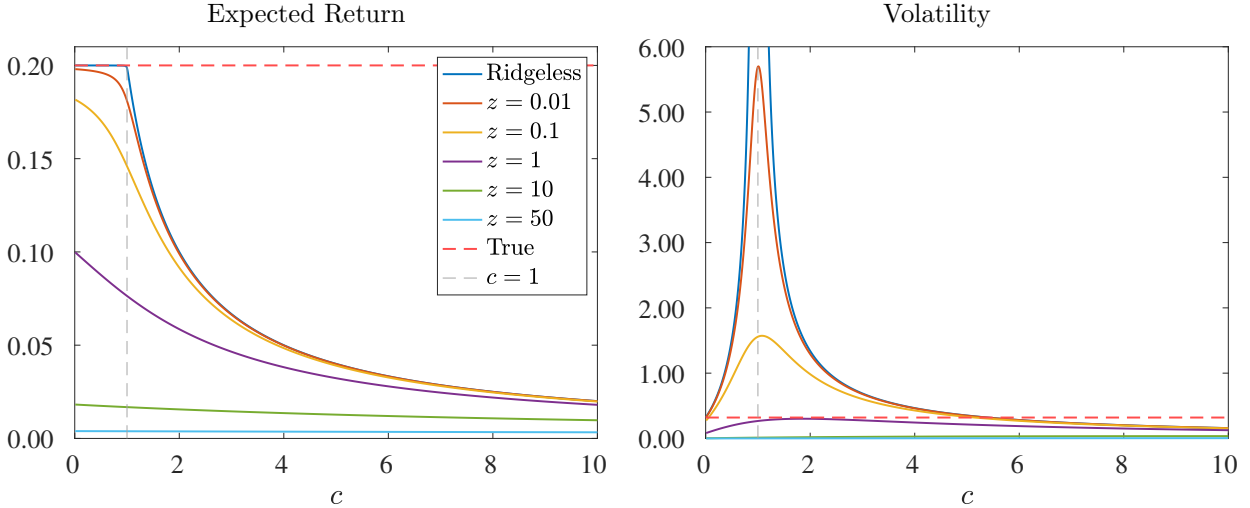 Expected Return
0.20
0.15
0.10
0.05
0.00
0
2
4
6
8
10
c
Ridgeless
z = 0.01
z = 0.1
z = 1
z = 10
z = 50
True
c = 1
Volatility
6.00
5.00
4.00
3.00
2.00
1.00
0.00
0
2
4
6
8
10
c